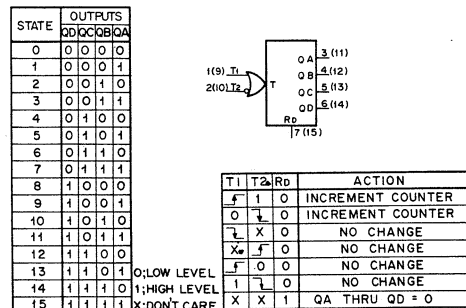 STATE OUTPUTS
QD QC QB QA
0 0 0 0 0
1 0 0 0 1
2 0 0 1 0
3 0 0 1 1
4 0 1 0 0
5 0 1 0 1
6 0 1 1 0
7 0 1 1 1
8 1 0 0 0
9 1 0 0 1
10 1 0 1 0
11 1 0 1 1
12 1 1 0 0
13 1 1 0 1
14 1 1 1 0
15 1 1 1 1
0;LOW LEVEL
1;HIGH LEVEL
X;DON'T CARE
1(9) T1
2(10) T2
T
QA 3(11)
QB 4(12)
QC 5(13)
QD 6(14)
RD
7(15)
T1 T2 RD ACTION
1 0 INCREMENT COUNTER
0 0 INCREMENT COUNTER
X 0 NO CHANGE
X 0 NO CHANGE
0 0 NO CHANGE
1 0 NO CHANGE
X X 1 QA THRU QD = 0